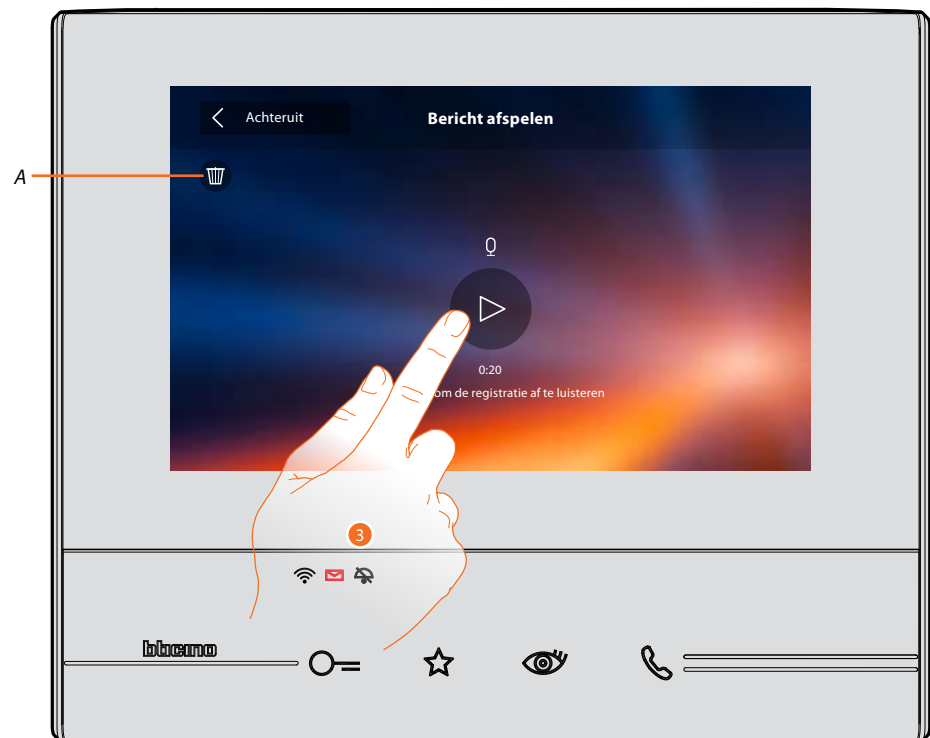 Achteruit
Bericht afspelen
A
0:20
om de registratie af te luisteren
3
bticino